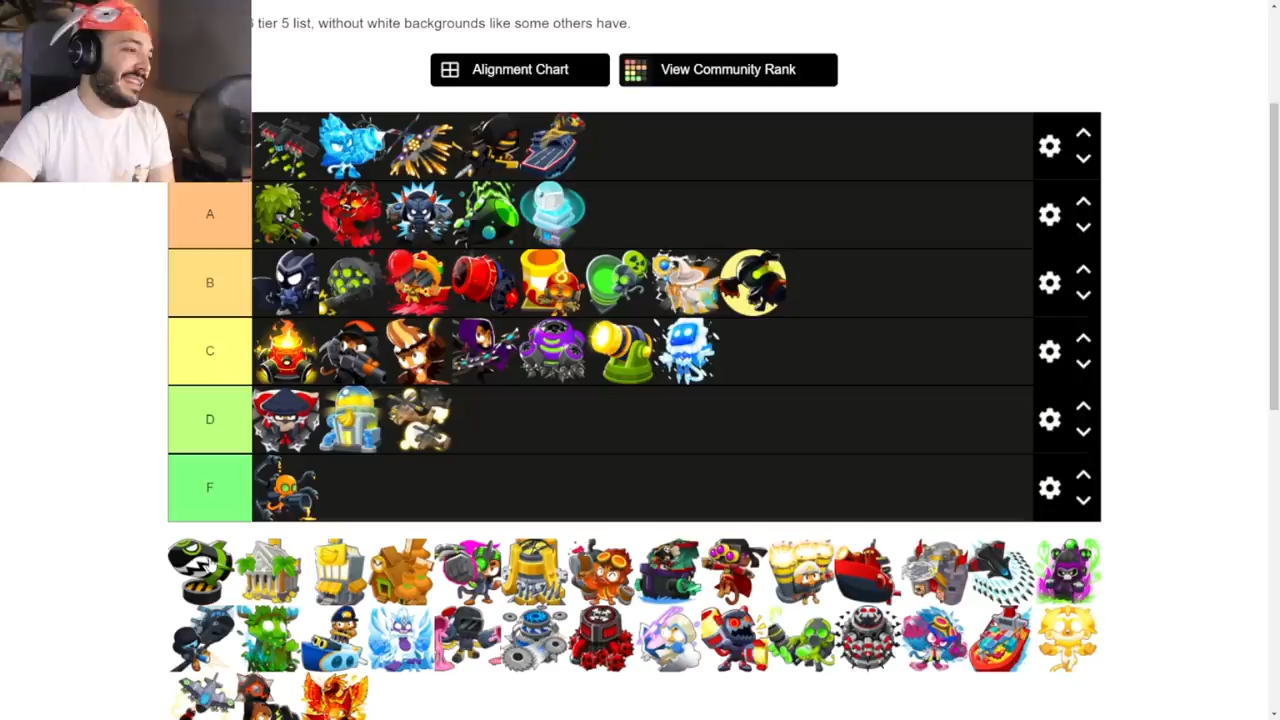 tier 5 list, without white backgrounds like some others have.
Alignment Chart
View Community Rank
A
B
C
D
F